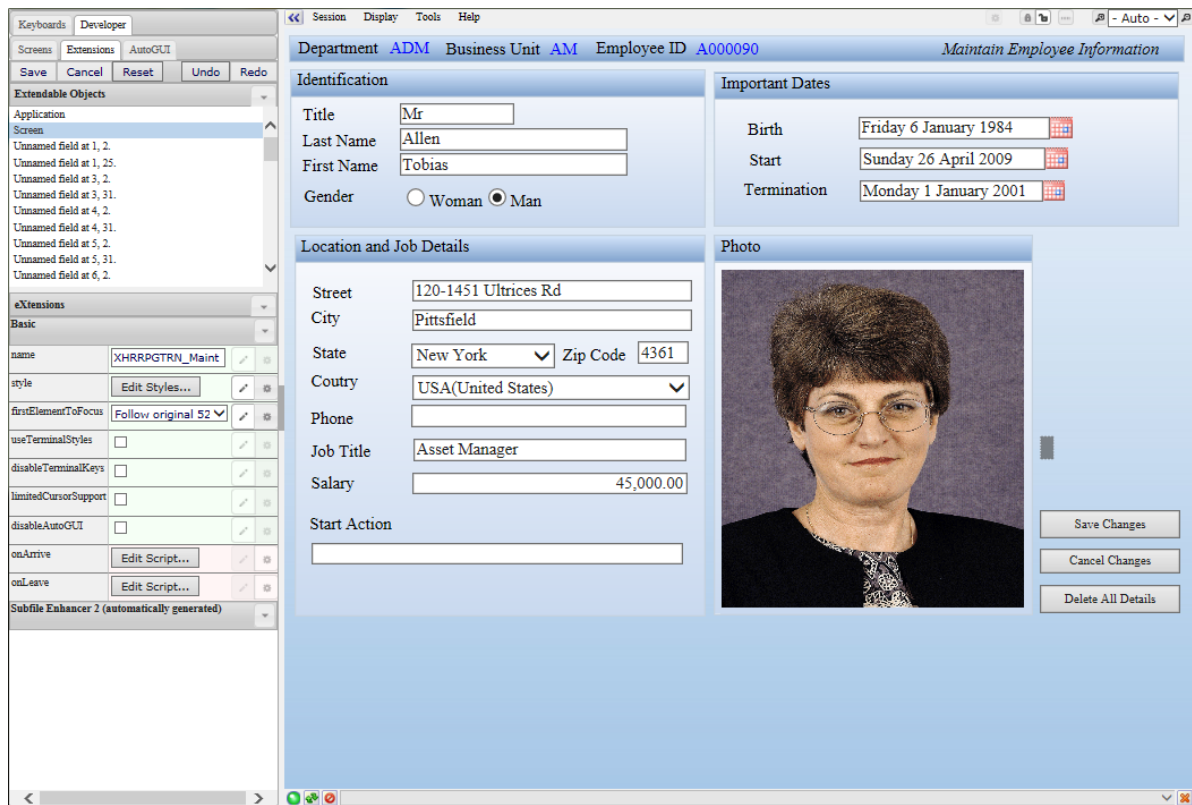 Keyboards Developer
Screens Extensions AutoGUI
Save Cancel Reset Undo Redo
Extendable Objects
Application
Screen
Unnamed field at 1, 2.
Unnamed field at 1, 25.
Unnamed field at 3, 2.
Unnamed field at 3, 31.
Unnamed field at 4, 2.
Unnamed field at 4, 31.
Unnamed field at 5, 2.
Unnamed field at 5, 31.
Unnamed field at 6, 2.
eXtensions
Basic
name XHRRPGTRN_Maint
style Edit Styles...
firstElementToFocus Follow original 52
useTerminalStyles
disableTerminalKeys
limitedCursorSupport
disableAutoGUI
onArrive Edit Script...
onLeave Edit Script...
Subfile Enhancer 2 (automatically generated)
Session Display Tools Help
- Auto -
Department ADM Business Unit AM Employee ID A000090 Maintain Employee Information
Identification
Title Mr
Last Name Allen
First Name Tobias
Gender Woman Man
Important Dates
Birth Friday 6 January 1984
Start Sunday 26 April 2009
Termination Monday 1 January 2001
Location and Job Details
Street 120-1451 Ultrices Rd
City Pittsfield
State New York Zip Code 4361
Coutry USA(United States)
Phone
Job Title Asset Manager
Salary 45,000.00
Start Action
Photo
Save Changes
Cancel Changes
Delete All Details